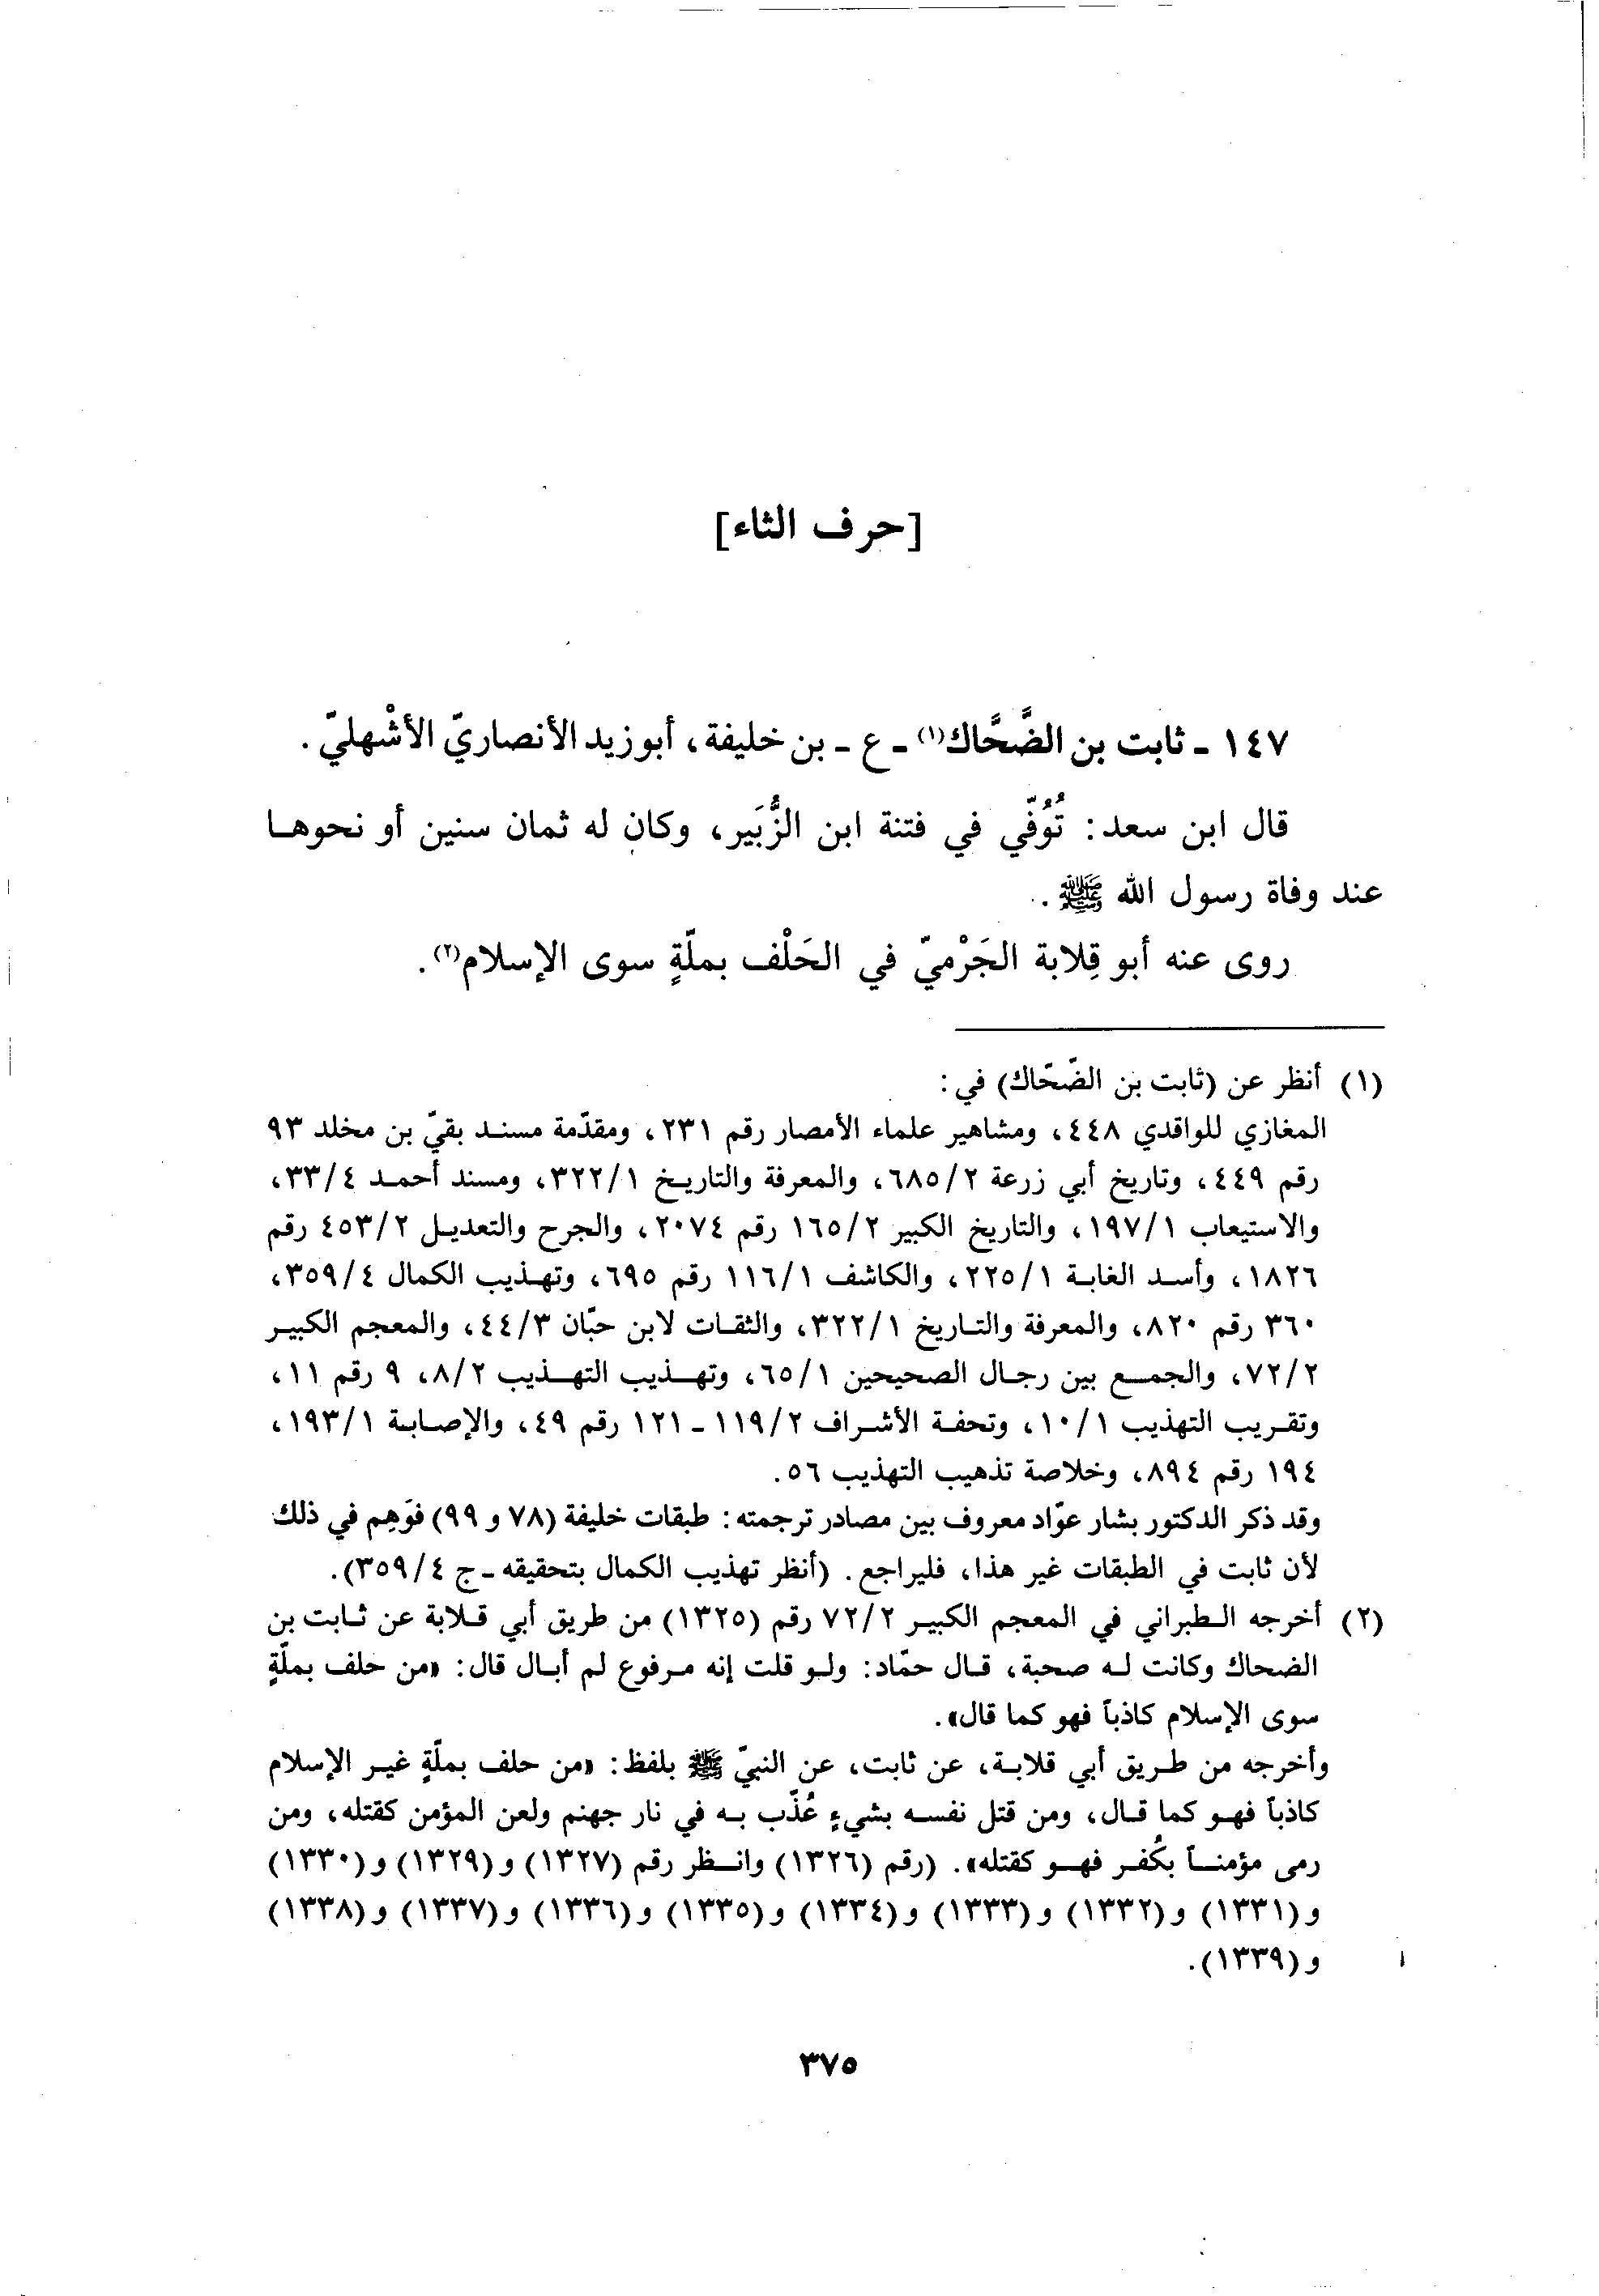 [حرف الثاء]
١٤٧ ـ ثابت بن الضَّحَّاك(١) ـ ع ـ بن خليفة، أبو زيد الأنصاريّ الأشْهليّ.
قال ابن سعد: تُوُفّي في فتنة ابن الزُّبَير، وكان له ثمان سنين أو نحوها
عند وفاة رسول الله ﷺ.
روى عنه أبو قِلابة الجَرْميّ في الحَلْف بملّةٍ سوى الإسلام(٢).
(١) أنظر عن (ثابت بن الضّحّاك) في:
المغازي للواقدي ٤٤٨، ومشاهير علماء الأمصار رقم ٢٣١، ومقدّمة مسند بقيّ بن مخلد ٩٣
رقم ٤٤٩، وتاريخ أبي زرعة ٦٨٥/٢، والمعرفة والتاريخ ٣٢٢/١، ومسند أحمد ٣٣/٤،
والاستيعاب ١٩٧/١، والتاريخ الكبير ١٦٥/٢ رقم ٢٠٧٤، والجرح والتعديل ٤٥٣/٢ رقم
١٨٢٦، وأسد الغابة ٢٢٥/١، والكاشف ١١٦/١ رقم ٦٩٥، وتهذيب الكمال ٣٥٩/٤،
٣٦٠ رقم ٨٢٠، والمعرفة والتاريخ ٣٢٢/١، والثقات لابن حبّان ٤٤/٣، والمعجم الكبير
٧٢/٢، والجمع بين رجال الصحيحين ٦٥/١، وتهذيب التهذيب ٨/٢، ٩ رقم ١١،
وتقريب التهذيب ١٠/١، وتحفة الأشراف ١١٩/٢ ـ ١٢١ رقم ٤٩، والإصابة ١٩٣/١،
١٩٤ رقم ٨٩٤، وخلاصة تذهيب التهذيب ٥٦.
وقد ذكر الدكتور بشار عوّاد معروف بين مصادر ترجمته: طبقات خليفة (٧٨ و ٩٩) فوَهِم في ذلك
لأن ثابت في الطبقات غير هذا، فليراجع. (أنظر تهذيب الكمال بتحقيقه ـ ج ٣٥٩/٤).
(٢) أخرجه الطبراني في المعجم الكبير ٧٢/٢ رقم (١٣٢٥) من طريق أبي قلابة عن ثابت بن
الضحاك وكانت له صحبة، قال حمّاد: ولو قلت إنه مرفوع لم أبال قال: «من حلف بملّةٍ
سوى الإسلام كاذباً فهو كما قال».
وأخرجه من طريق أبي قلابة، عن ثابت، عن النبيّ ﷺ بلفظ: «من حلف بملّةٍ غير الإسلام
كاذباً فهو كما قال، ومن قتل نفسه بشيءٍ عُذّب به في نار جهنم ولعن المؤمن كقتله، ومن
رمى مؤمناً بكُفر فهو كقتله». (رقم (١٣٢٦) وانظر رقم (١٣٢٧) و(١٣٢٩) و(١٣٣٠)
و(١٣٣١) و(١٣٣٢) و(١٣٣٣) و(١٣٣٤) و(١٣٣٥) و(١٣٣٦) و(١٣٣٧) و(١٣٣٨)
و(١٣٣٩).
٣٧٥